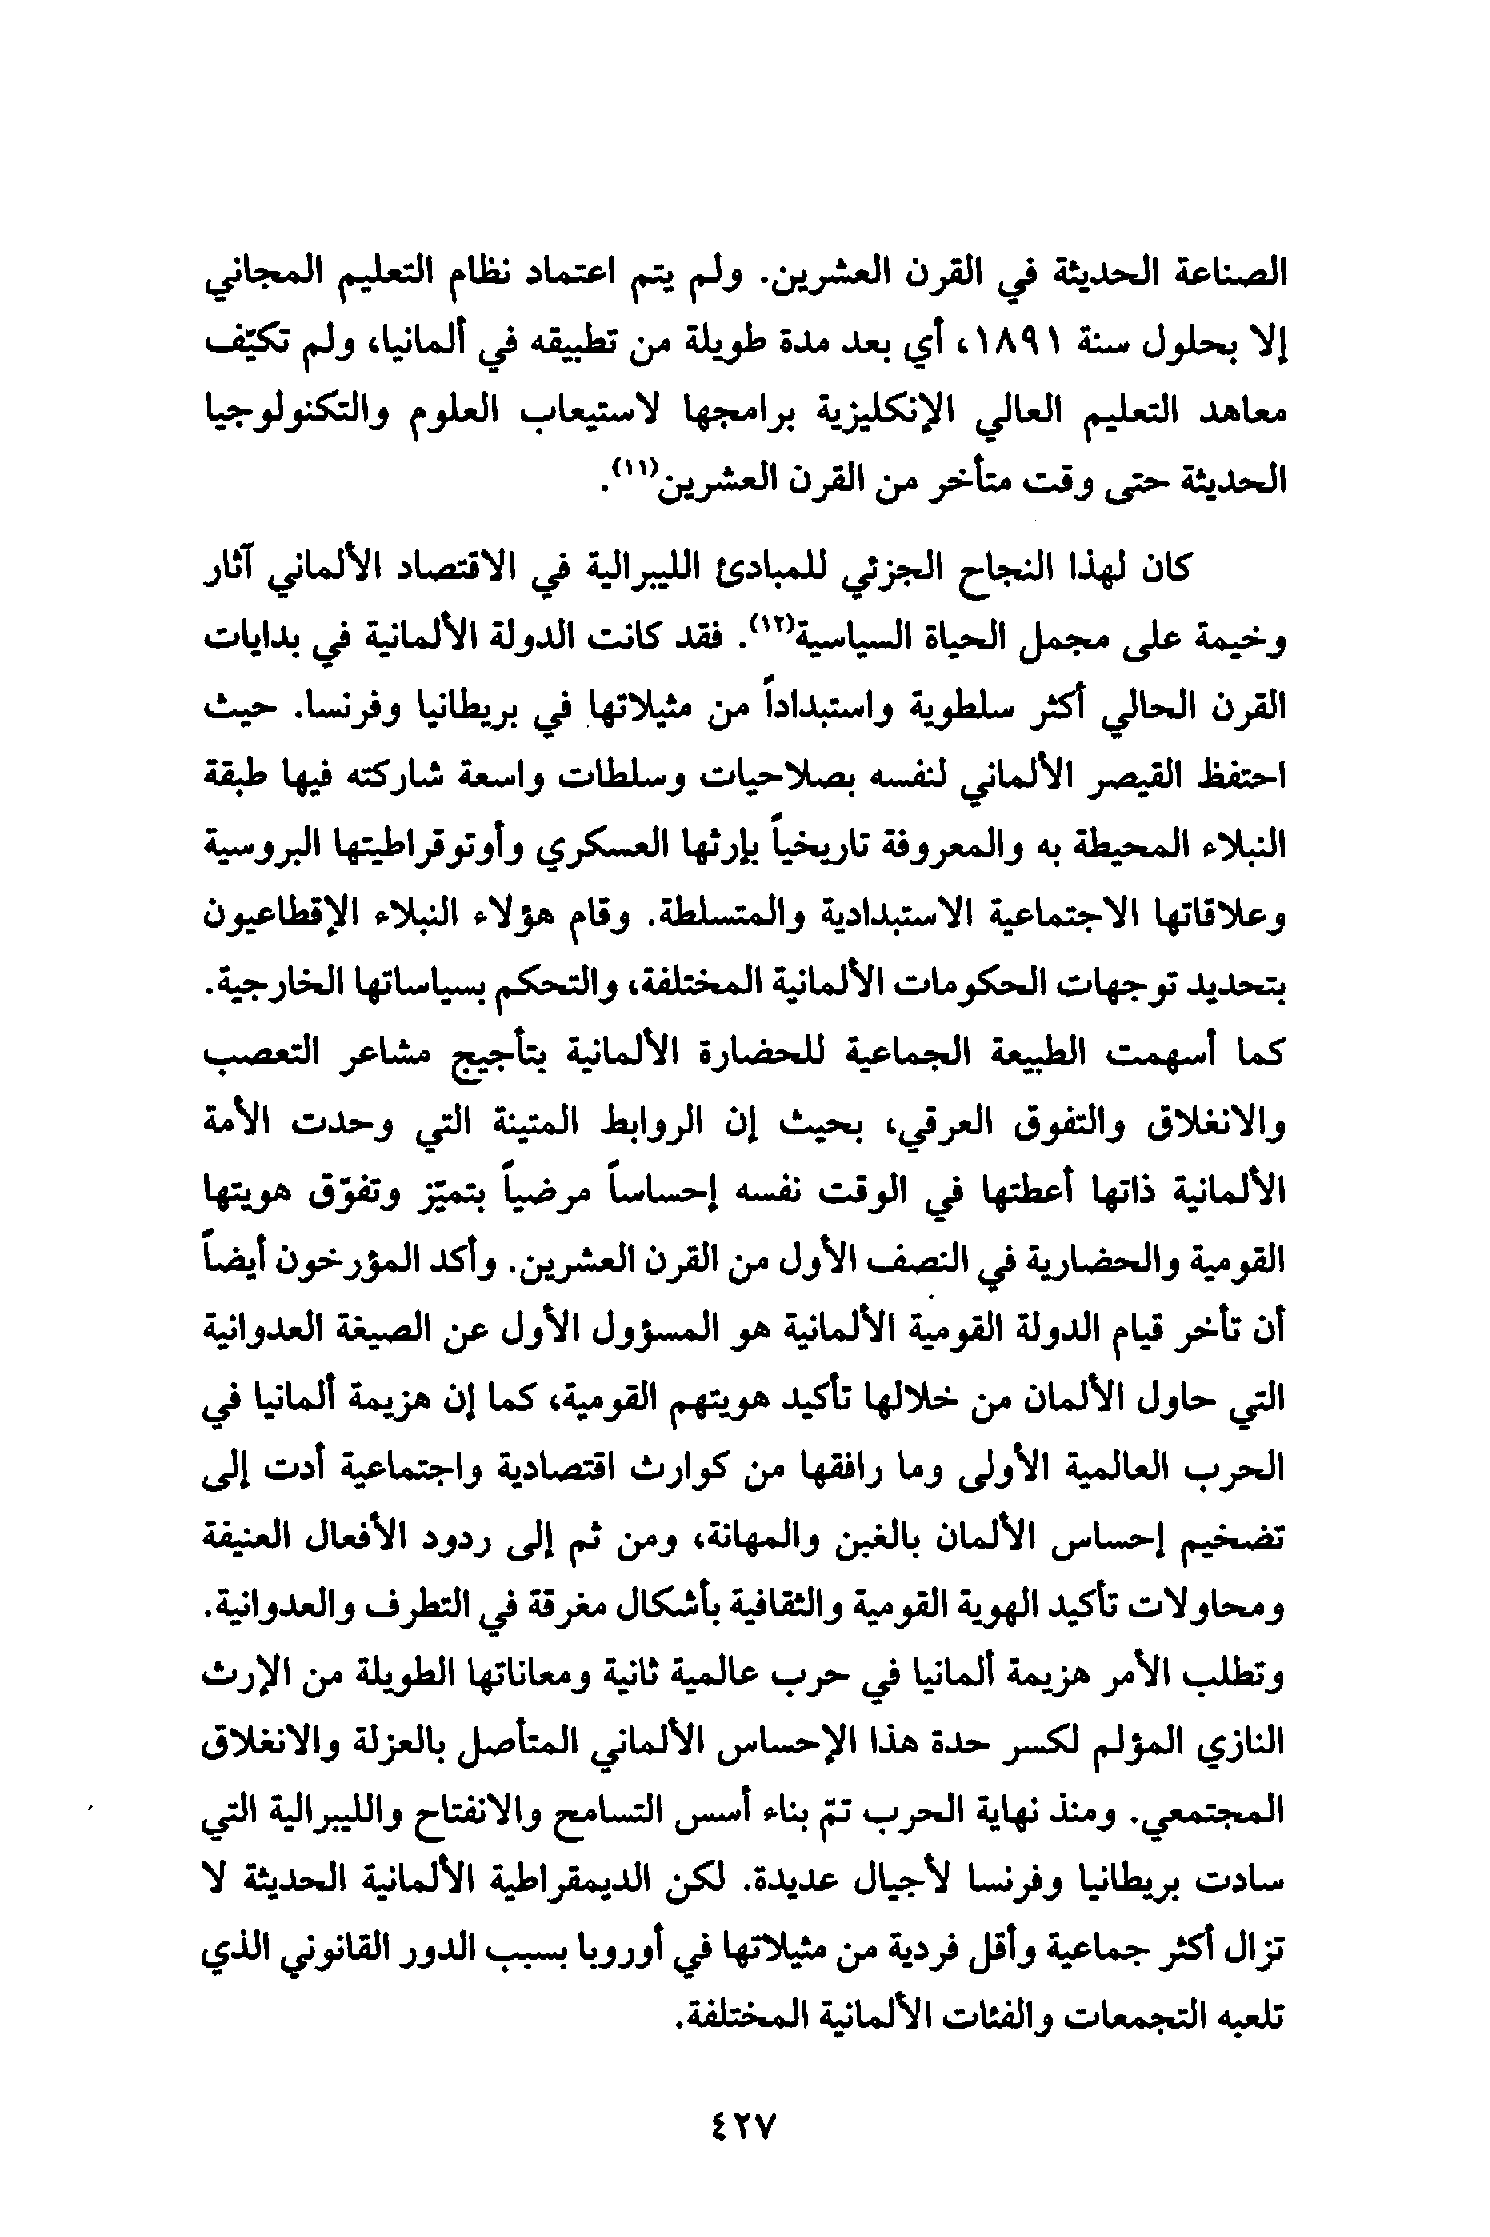 الصناعة الحديثة في القرن العشرين. ولم يتم اعتماد نظام التعليم المجاني
إلا بحلول سنة ١٨٩١، أي بعد مدة طويلة من تطبيقه في ألمانيا، ولم تكيّف
معاهد التعليم العالي الإنكليزية برامجها لاستيعاب العلوم والتكنولوجيا
الحديثة حتى وقت متأخر من القرن العشرين(١١).
كان لهذا النجاح الجزئي للمبادئ الليبرالية في الاقتصاد الألماني آثار
وخيمة على مجمل الحياة السياسية(١٢). فقد كانت الدولة الألمانية في بدايات
القرن الحالي أكثر سلطوية واستبداداً من مثيلاتها في بريطانيا وفرنسا. حيث
احتفظ القيصر الألماني لنفسه بصلاحيات وسلطات واسعة شاركته فيها طبقة
النبلاء المحيطة به والمعروفة تاريخياً بإرثها العسكري وأوتوقراطيتها البروسية
وعلاقاتها الاجتماعية الاستبدادية والمتسلطة. وقام هؤلاء النبلاء الإقطاعيون
بتحديد توجهات الحكومات الألمانية المختلفة، والتحكم بسياساتها الخارجية.
كما أسهمت الطبيعة الجماعية للحضارة الألمانية بتأجيج مشاعر التعصب
والانغلاق والتفوق العرقي، بحيث إن الروابط المتينة التي وحدت الأمة
الألمانية ذاتها أعطتها في الوقت نفسه إحساساً مرضياً بتميّز وتفوّق هويتها
القومية والحضارية في النصف الأول من القرن العشرين. وأكد المؤرخون أيضاً
أن تأخر قيام الدولة القومية الألمانية هو المسؤول الأول عن الصيغة العدوانية
التي حاول الألمان من خلالها تأكيد هويتهم القومية، كما إن هزيمة ألمانيا في
الحرب العالمية الأولى وما رافقها من كوارث اقتصادية واجتماعية أدت إلى
تضخيم إحساس الألمان بالغبن والمهانة، ومن ثم إلى ردود الأفعال العنيفة
ومحاولات تأكيد الهوية القومية والثقافية بأشكال مغرقة في التطرف والعدوانية.
وتطلب الأمر هزيمة ألمانيا في حرب عالمية ثانية ومعاناتها الطويلة من الإرث
النازي المؤلم لكسر حدة هذا الإحساس الألماني المتأصل بالعزلة والانغلاق
المجتمعي. ومنذ نهاية الحرب تمّ بناء أسس التسامح والانفتاح والليبرالية التي
سادت بريطانيا وفرنسا لأجيال عديدة. لكن الديمقراطية الألمانية الحديثة لا
تزال أكثر جماعية وأقل فردية من مثيلاتها في أوروبا بسبب الدور القانوني الذي
تلعبه التجمعات والفئات الألمانية المختلفة.
٤٢٧